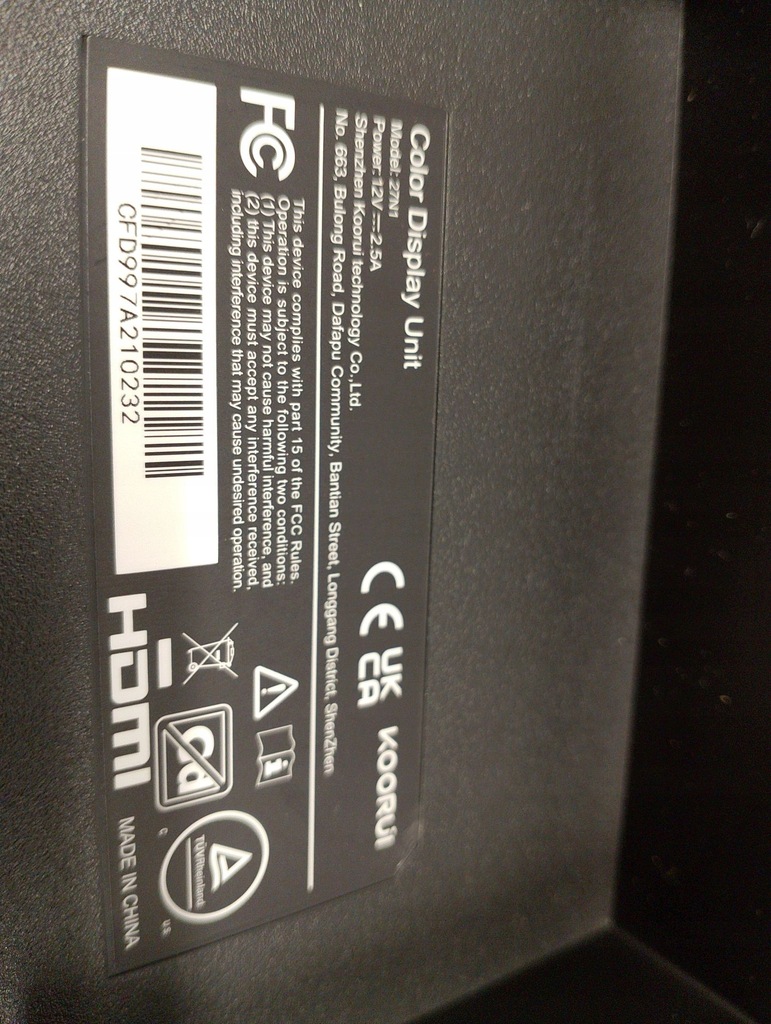 Color Display Unit
Model: 27N1
Power: 12V⎓2.5A
Shenzhen Koorui technology Co.,Ltd.
No. 663, Bulong Road, Dafapu Community, Bantian Street, Longgang District, ShenZhen
CE UK CA KOORUI
FC
This device complies with part 15 of the FCC Rules.
Operation is subject to the following two conditions:
(1) This device may not cause harmful interference, and
(2) this device must accept any interference received,
including interference that may cause undesired operation.
CFD997A210232
Cd
HDMI
TÜVRheinland
C US
MADE IN CHINA